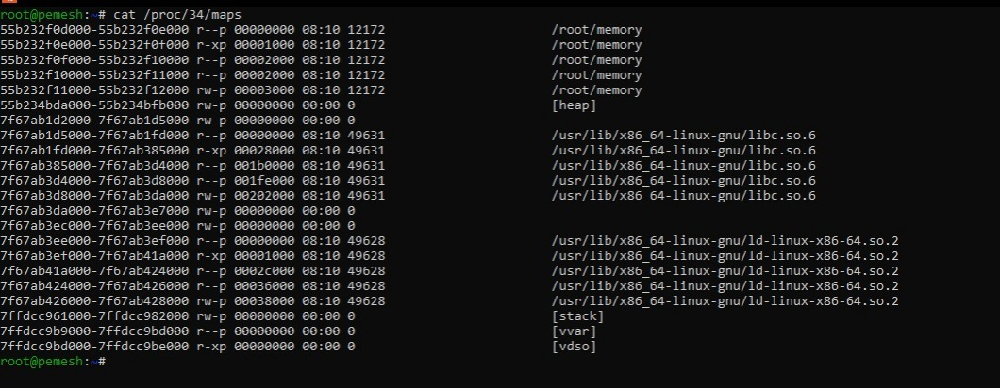 root@pemesh:~# cat /proc/34/maps
55b232f0d000-55b232f0e000 r--p 00000000 08:10 12172                      /root/memory
55b232f0e000-55b232f0f000 r-xp 00001000 08:10 12172                      /root/memory
55b232f0f000-55b232f10000 r--p 00002000 08:10 12172                      /root/memory
55b232f10000-55b232f11000 r--p 00002000 08:10 12172                      /root/memory
55b232f11000-55b232f12000 rw-p 00003000 08:10 12172                      /root/memory
55b234bda000-55b234bfb000 rw-p 00000000 00:00 0                          [heap]
7f67ab1d2000-7f67ab1d5000 rw-p 00000000 00:00 0
7f67ab1d5000-7f67ab1fd000 r--p 00000000 08:10 49631                      /usr/lib/x86_64-linux-gnu/libc.so.6
7f67ab1fd000-7f67ab385000 r-xp 00028000 08:10 49631                      /usr/lib/x86_64-linux-gnu/libc.so.6
7f67ab385000-7f67ab3d4000 r--p 001b0000 08:10 49631                      /usr/lib/x86_64-linux-gnu/libc.so.6
7f67ab3d4000-7f67ab3d8000 r--p 001fe000 08:10 49631                      /usr/lib/x86_64-linux-gnu/libc.so.6
7f67ab3d8000-7f67ab3da000 rw-p 00202000 08:10 49631                      /usr/lib/x86_64-linux-gnu/libc.so.6
7f67ab3da000-7f67ab3e7000 rw-p 00000000 00:00 0
7f67ab3ec000-7f67ab3ee000 rw-p 00000000 00:00 0
7f67ab3ee000-7f67ab3ef000 r--p 00000000 08:10 49628                      /usr/lib/x86_64-linux-gnu/ld-linux-x86-64.so.2
7f67ab3ef000-7f67ab41a000 r-xp 00001000 08:10 49628                      /usr/lib/x86_64-linux-gnu/ld-linux-x86-64.so.2
7f67ab41a000-7f67ab424000 r--p 0002c000 08:10 49628                      /usr/lib/x86_64-linux-gnu/ld-linux-x86-64.so.2
7f67ab424000-7f67ab426000 r--p 00036000 08:10 49628                      /usr/lib/x86_64-linux-gnu/ld-linux-x86-64.so.2
7f67ab426000-7f67ab428000 rw-p 00038000 08:10 49628                      /usr/lib/x86_64-linux-gnu/ld-linux-x86-64.so.2
7ffdcc961000-7ffdcc982000 rw-p 00000000 00:00 0                          [stack]
7ffdcc9b9000-7ffdcc9bd000 r--p 00000000 00:00 0                          [vvar]
7ffdcc9bd000-7ffdcc9be000 r-xp 00000000 00:00 0                          [vdso]
root@pemesh:~#